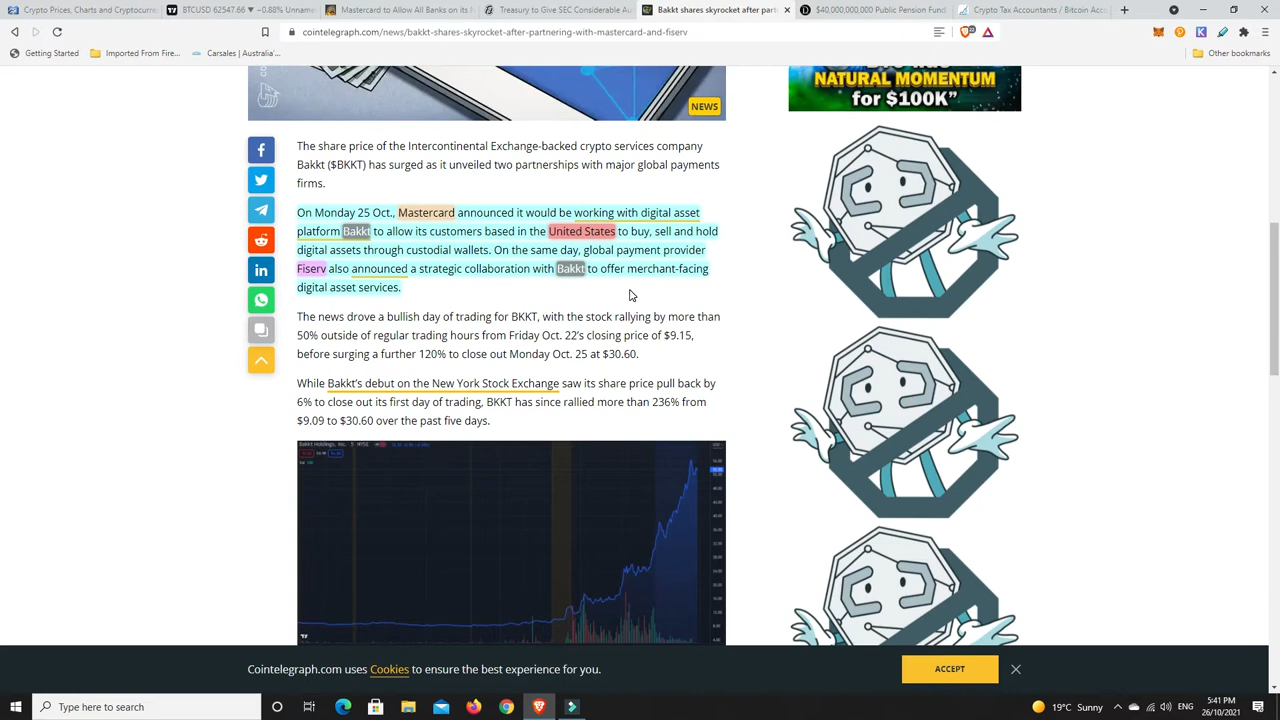 Crypto Prices, Charts and Cryptocurr
BTCUSD 62547.66 ▼ −0.88% Unname
Mastercard to Allow All Banks on its N
Treasury to Give SEC Considerable Au
Bakkt shares skyrocket after part
$40,000,000,000 Public Pension Fund
Crypto Tax Accountants / Bitcoin Acc
cointelegraph.com/news/bakkt-shares-skyrocket-after-partnering-with-mastercard-and-fiserv
Getting Started
Imported From Fire...
Carsales | Australia'...
Other bookmarks
NATURAL MOMENTUM
for $100K”
NEWS
The share price of the Intercontinental Exchange-backed crypto services company
Bakkt ($BKKT) has surged as it unveiled two partnerships with major global payments
firms.
On Monday 25 Oct., Mastercard announced it would be working with digital asset
platform Bakkt to allow its customers based in the United States to buy, sell and hold
digital assets through custodial wallets. On the same day, global payment provider
Fiserv also announced a strategic collaboration with Bakkt to offer merchant-facing
digital asset services.
The news drove a bullish day of trading for BKKT, with the stock rallying by more than
50% outside of regular trading hours from Friday Oct. 22’s closing price of $9.15,
before surging a further 120% to close out Monday Oct. 25 at $30.60.
While Bakkt’s debut on the New York Stock Exchange saw its share price pull back by
6% to close out its first day of trading, BKKT has since rallied more than 236% from
$9.09 to $30.60 over the past five days.
Cointelegraph.com uses Cookies to ensure the best experience for you.
ACCEPT
Type here to search
19°C Sunny
ENG
5:41 PM
26/10/2021